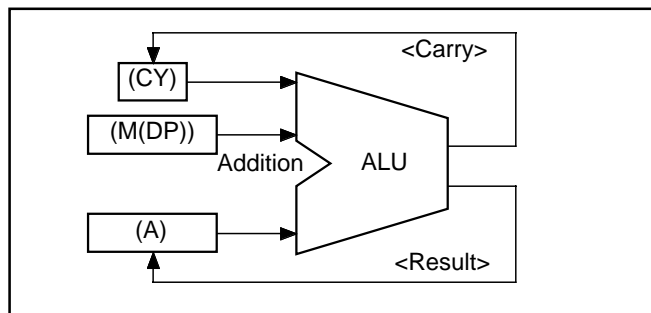 <Carry>
(CY)
(M(DP))
Addition
ALU
(A)
<Result>